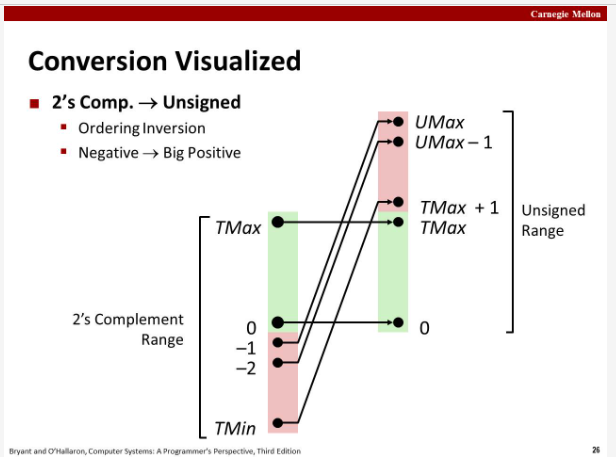 Carnegie Mellon
Conversion Visualized
2’s Comp. → Unsigned
Ordering Inversion
Negative → Big Positive
UMax
UMax – 1
TMax + 1
TMax
Unsigned
Range
TMax
2’s Complement
Range
0
0
–1
–2
TMin
Bryant and O’Hallaron, Computer Systems: A Programmer’s Perspective, Third Edition
26